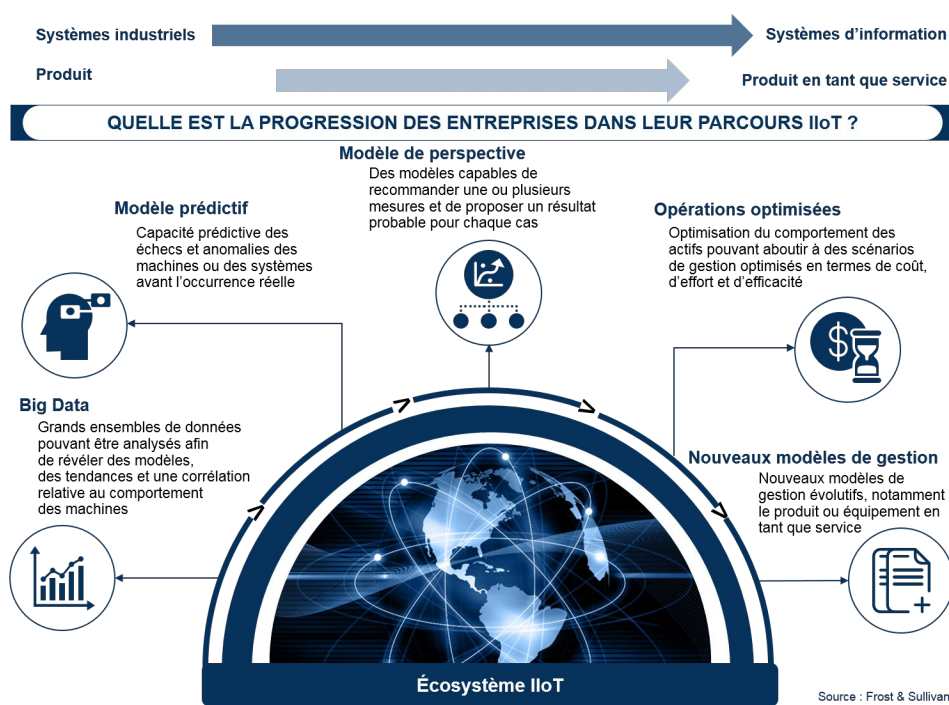 Systèmes industriels
Systèmes d'information
Produit
Produit en tant que service
QUELLE EST LA PROGRESSION DES ENTREPRISES DANS LEUR PARCOURS IIoT ?
Modèle de perspective
Des modèles capables de
recommander une ou plusieurs
mesures et de proposer un résultat
probable pour chaque cas
Modèle prédictif
Capacité prédictive des
échecs et anomalies des
machines ou des systèmes
avant l'occurrence réelle
Opérations optimisées
Optimisation du comportement des
actifs pouvant aboutir à des scénarios
de gestion optimisés en termes de coût,
d'effort et d'efficacité
$
Big Data
Grands ensembles de données
pouvant être analysés afin
de révéler des modèles,
des tendances et une corrélation
relative au comportement
des machines
Nouveaux modèles de gestion
Nouveaux modèles de
gestion évolutifs, notamment
le produit ou équipement en
tant que service
Écosystème IIoT
Source : Frost & Sullivan